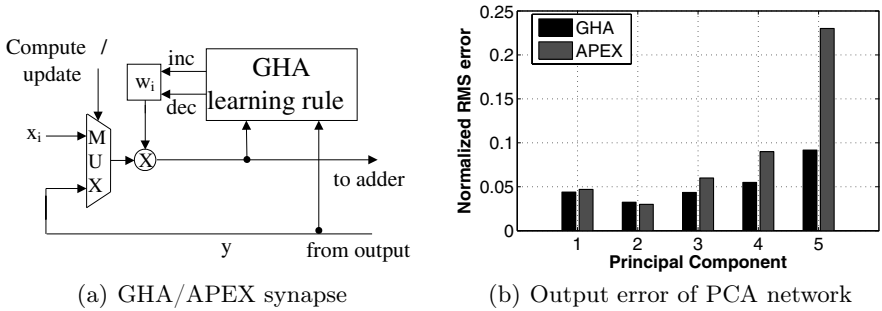 Compute /
update
inc
dec
w_i
GHA
learning rule
x_i
M
U
X
X
to adder
y
from output
(a) GHA/APEX synapse
0.25
0.2
0.15
0.1
0.05
0
Normalized RMS error
GHA
APEX
1 2 3 4 5
Principal Component
(b) Output error of PCA network